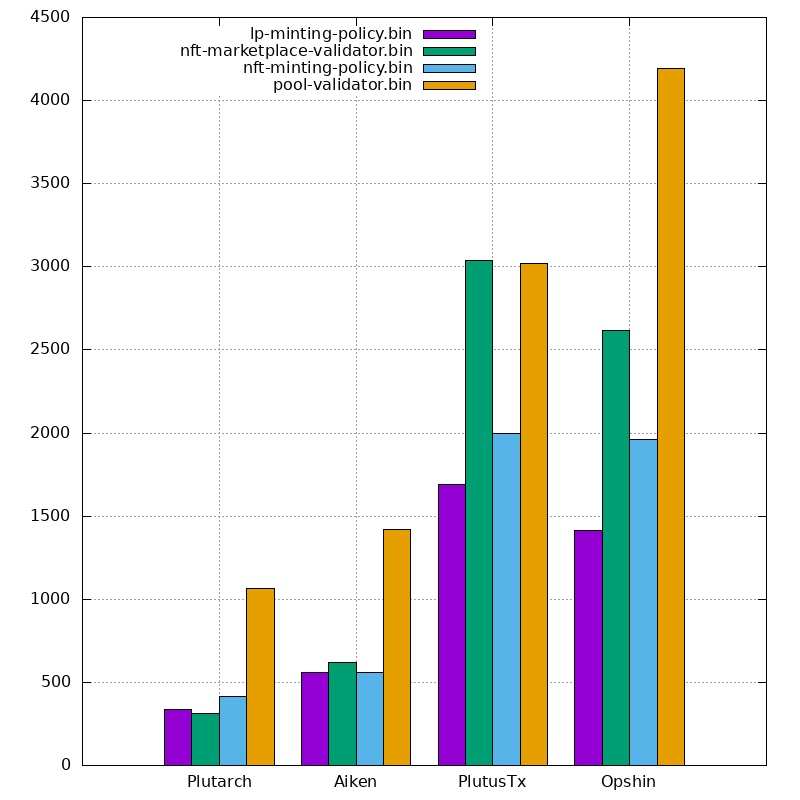 4500
lp-minting-policy.bin
nft-marketplace-validator.bin
nft-minting-policy.bin
pool-validator.bin
4000
3500
3000
2500
2000
1500
1000
500
0
Plutarch Aiken PlutusTx Opshin